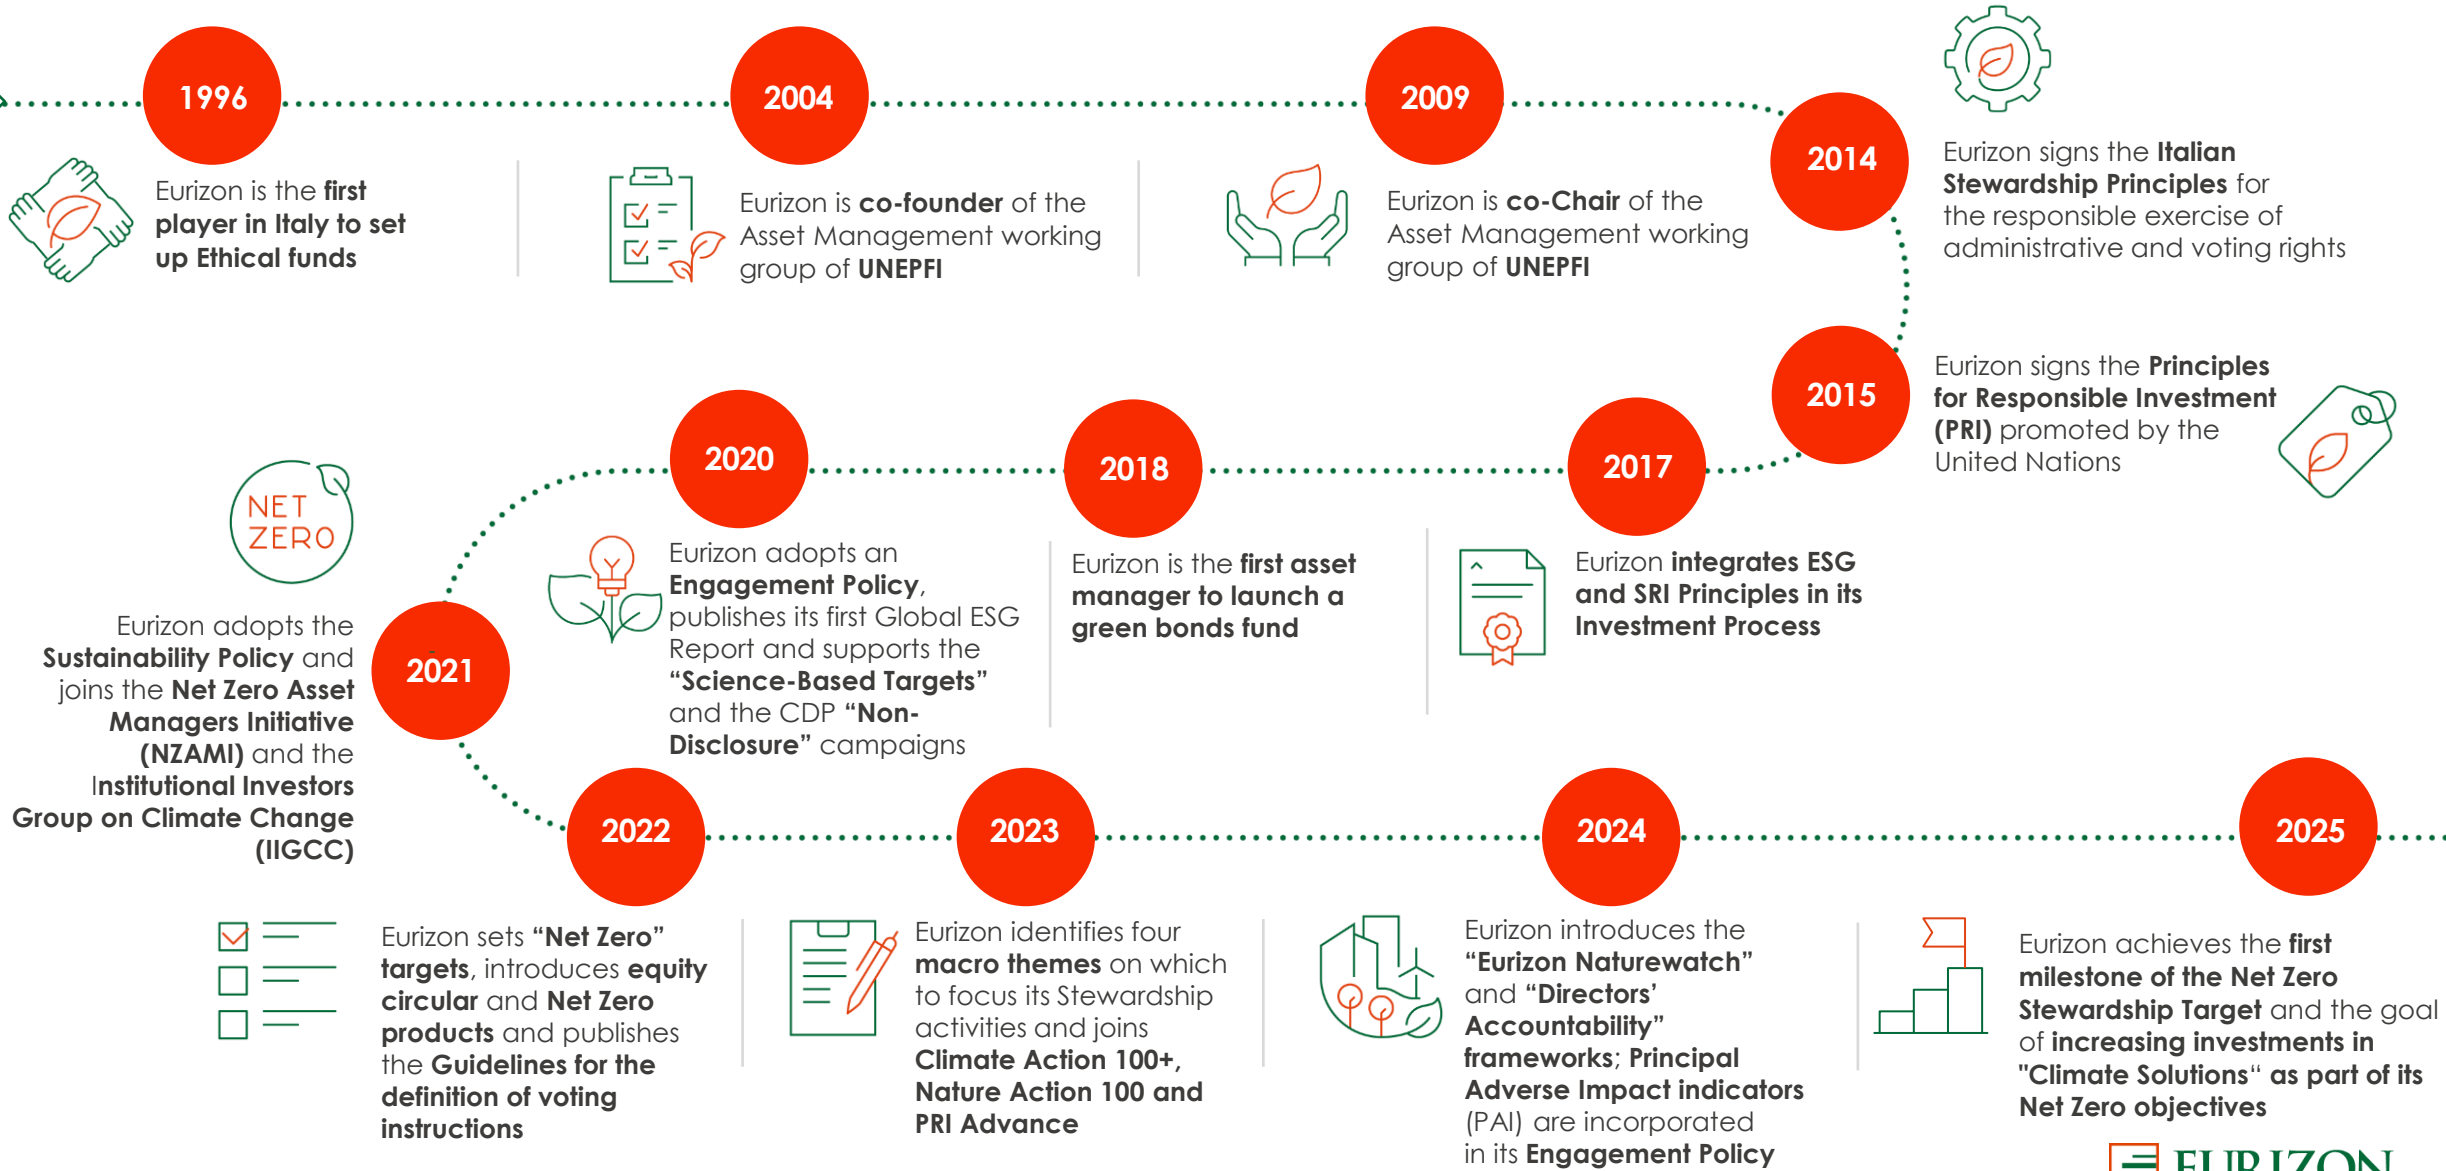 1996
Eurizon is the first
player in Italy to set
up Ethical funds
2004
Eurizon is co-founder of the
Asset Management working
group of UNEPFI
2009
Eurizon is co-Chair of the
Asset Management working
group of UNEPFI
2014
Eurizon signs the Italian
Stewardship Principles for
the responsible exercise of
administrative and voting rights
2015
Eurizon signs the Principles
for Responsible Investment
(PRI) promoted by the
United Nations
2017
Eurizon integrates ESG
and SRI Principles in its
Investment Process
2018
Eurizon is the first asset
manager to launch a
green bonds fund
2020
Eurizon adopts an
Engagement Policy,
publishes its first Global ESG
Report and supports the
“Science-Based Targets”
and the CDP “Non-
Disclosure” campaigns
NET
ZERO
2021
Eurizon adopts the
Sustainability Policy and
joins the Net Zero Asset
Managers Initiative
(NZAMI) and the
Institutional Investors
Group on Climate Change
(IIGCC)
2022
Eurizon sets “Net Zero”
targets, introduces equity
circular and Net Zero
products and publishes
the Guidelines for the
definition of voting
instructions
2023
Eurizon identifies four
macro themes on which
to focus its Stewardship
activities and joins
Climate Action 100+,
Nature Action 100 and
PRI Advance
2024
Eurizon introduces the
“Eurizon Naturewatch”
and “Directors’
Accountability”
frameworks; Principal
Adverse Impact indicators
(PAI) are incorporated
in its Engagement Policy
2025
Eurizon achieves the first
milestone of the Net Zero
Stewardship Target and the goal
of increasing investments in
"Climate Solutions“ as part of its
Net Zero objectives
EURIZON